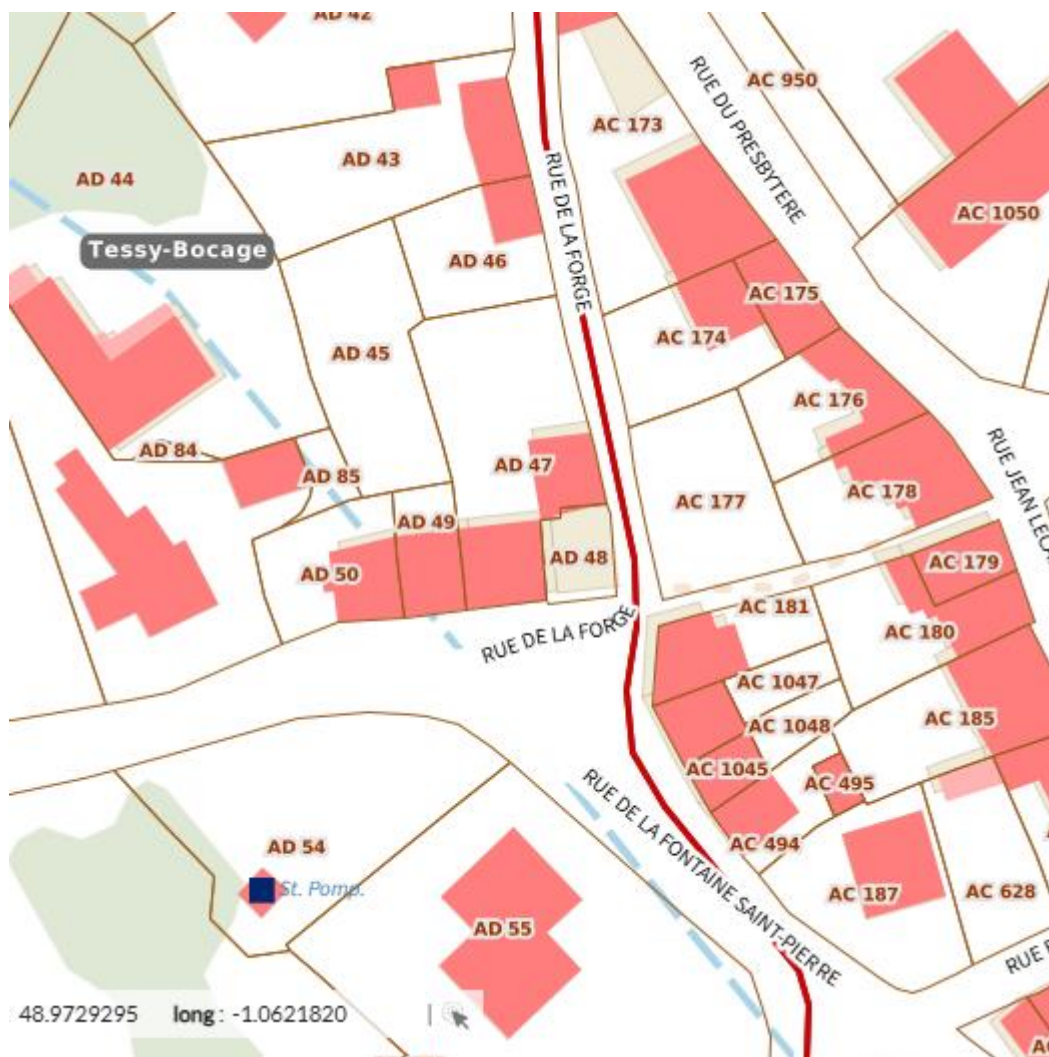 AD 42
AC 950
RUE DU PRESBYTERE
AC 173
AD 43
AD 44
AC 1050
Tessy-Bocage
RUE DE LA FORGE
AD 46
AC 175
AC 174
AD 45
AC 176
AD 84
AD 47
AD 85
RUE JEAN
AC 178
AC 177
AD 49
AD 48
AC 179
AD 50
AC 181
RUE DE LA FORGE
AC 180
AC 1047
AC 185
AC 1048
AC 1045
AC 495
RUE DE LA FONTAINE SAINT-PIERRE
AC 494
AD 54
St. Pomp.
AC 187
AC 628
AD 55
RUE
48.9729295 long : -1.0621820